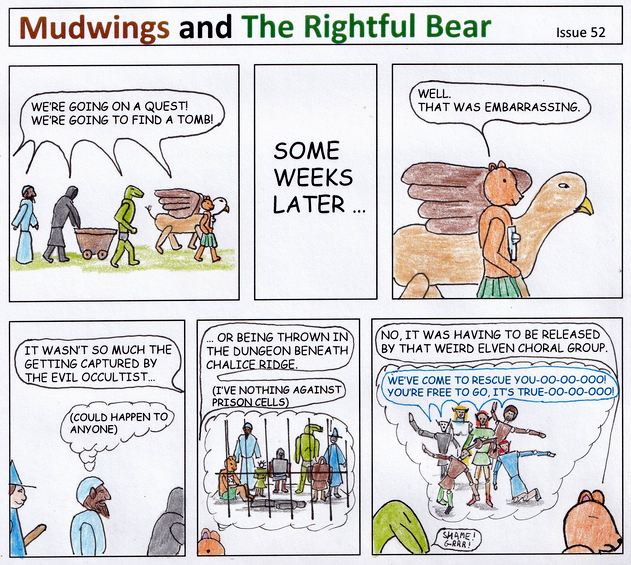 Mudwings and The Rightful Bear
Issue 52
WE'RE GOING ON A QUEST!
WE'RE GOING TO FIND A TOMB!
SOME
WEEKS
LATER ...
WELL.
THAT WAS EMBARRASSING.
IT WASN'T SO MUCH THE
GETTING CAPTURED BY
THE EVIL OCCULTIST...
(COULD HAPPEN TO
ANYONE)
... OR BEING THROWN IN
THE DUNGEON BENEATH
CHALICE RIDGE.
(I'VE NOTHING AGAINST
PRISON CELLS)
NO, IT WAS HAVING TO BE RELEASED
BY THAT WEIRD ELVEN CHORAL GROUP.
WE'VE COME TO RESCUE YOU-OO-OO-OOO!
YOU'RE FREE TO GO, IT'S TRUE-OO-OO-OOO!
SHAME!
GRRR!